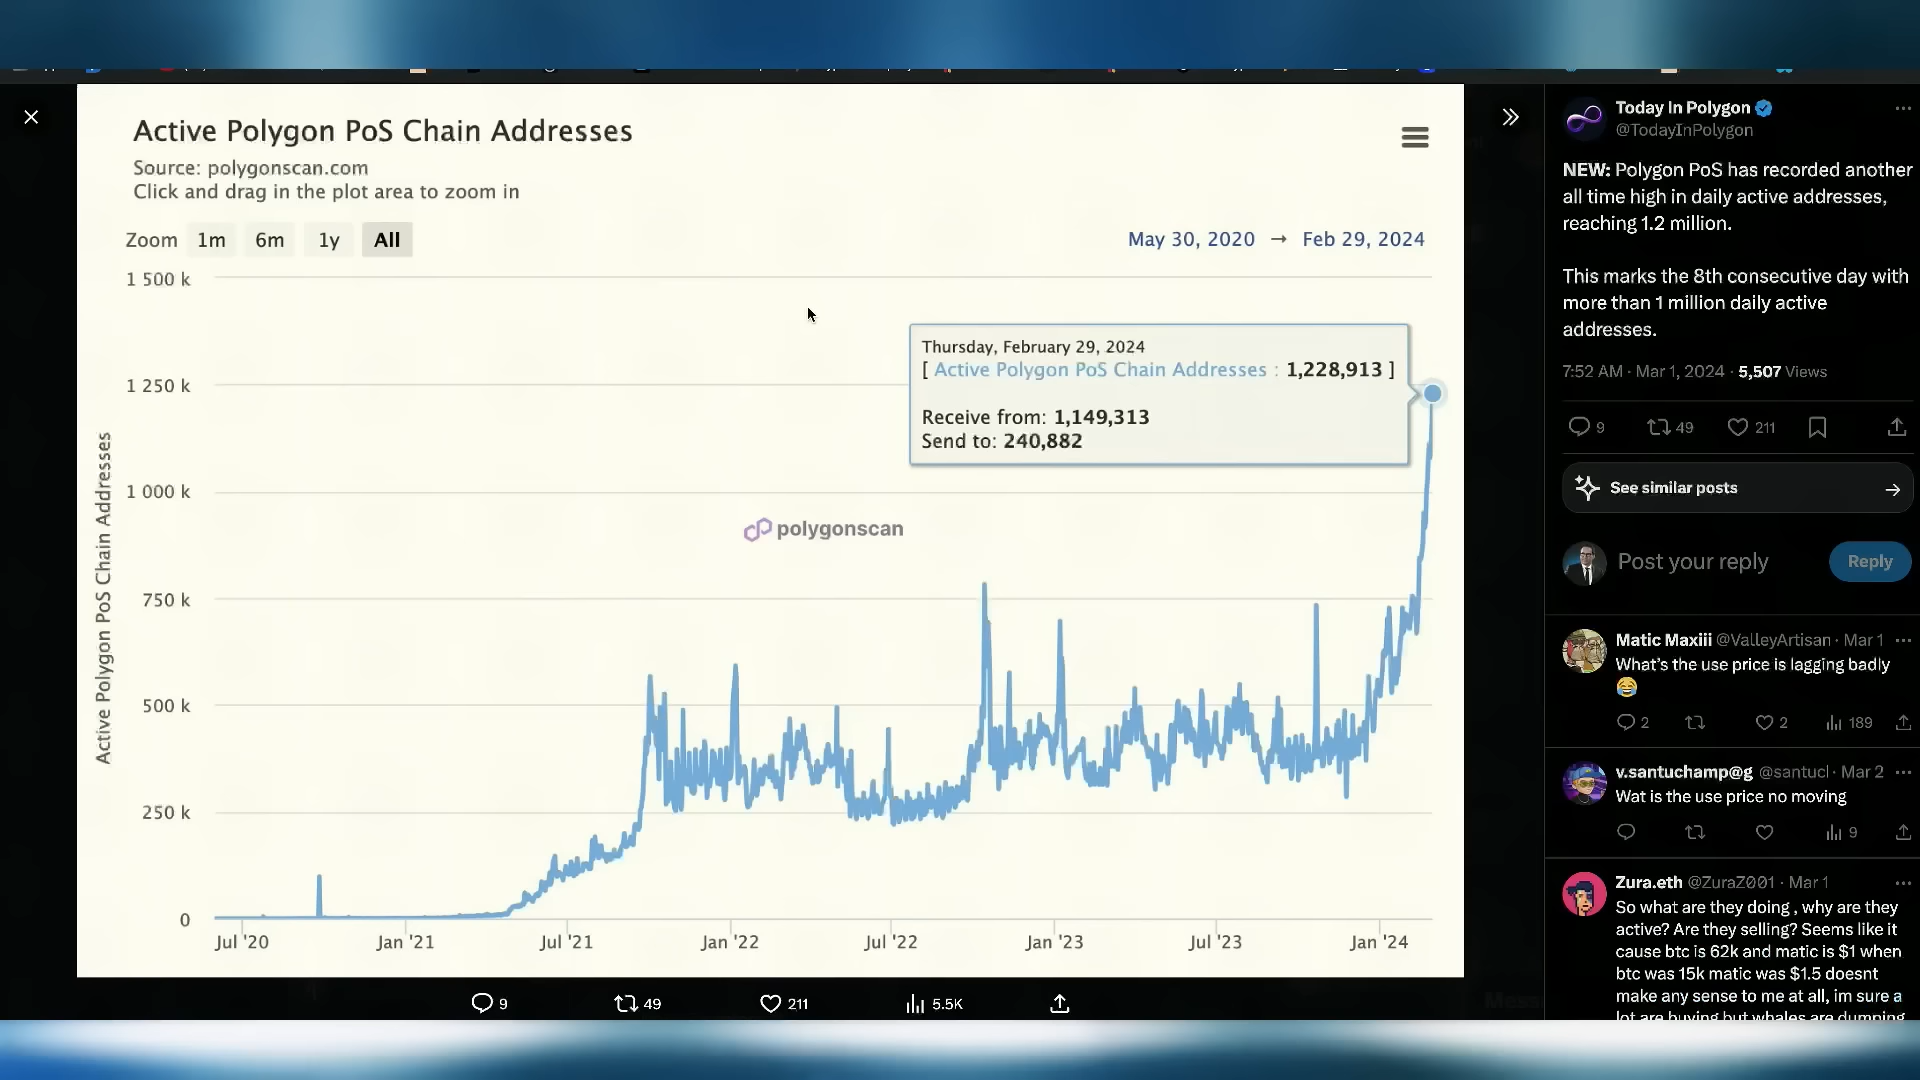 Active Polygon PoS Chain Addresses
Source: polygonscan.com
Click and drag in the plot area to zoom in
Zoom 1m 6m 1y All
May 30, 2020 → Feb 29, 2024
1 500 k
1 250 k
1 000 k
750 k
500 k
250 k
0
Active Polygon PoS Chain Addresses
Thursday, February 29, 2024
[ Active Polygon PoS Chain Addresses : 1,228,913 ]
Receive from: 1,149,313
Send to: 240,882
polygonscan
Jul '20 Jan '21 Jul '21 Jan '22 Jul '22 Jan '23 Jul '23 Jan '24
9 49 211 5.5K
Today In Polygon
@TodayInPolygon
NEW: Polygon PoS has recorded another
all time high in daily active addresses,
reaching 1.2 million.
This marks the 8th consecutive day with
more than 1 million daily active
addresses.
7:52 AM · Mar 1, 2024 · 5,507 Views
9 49 211
See similar posts
Post your reply Reply
Matic Maxiii @ValleyArtisan · Mar 1
What's the use price is lagging badly
😂
2 2 189
v.santuchamp@g @santucl · Mar 2
Wat is the use price no moving
9
Zura.eth @ZuraZ001 · Mar 1
So what are they doing , why are they
active? Are they selling? Seems like it
cause btc is 62k and matic is $1 when
btc was 15k matic was $1.5 doesnt
make any sense to me at all, im sure a
lot are buying but whales are dumping